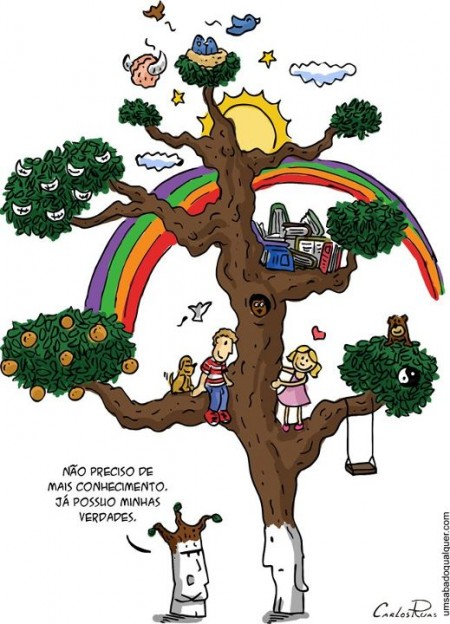 NÃO PRECISO DE
MAIS CONHECIMENTO.
JÁ POSSUO MINHAS
VERDADES.
CARLOS RUAS
umsabadoqualquer.com